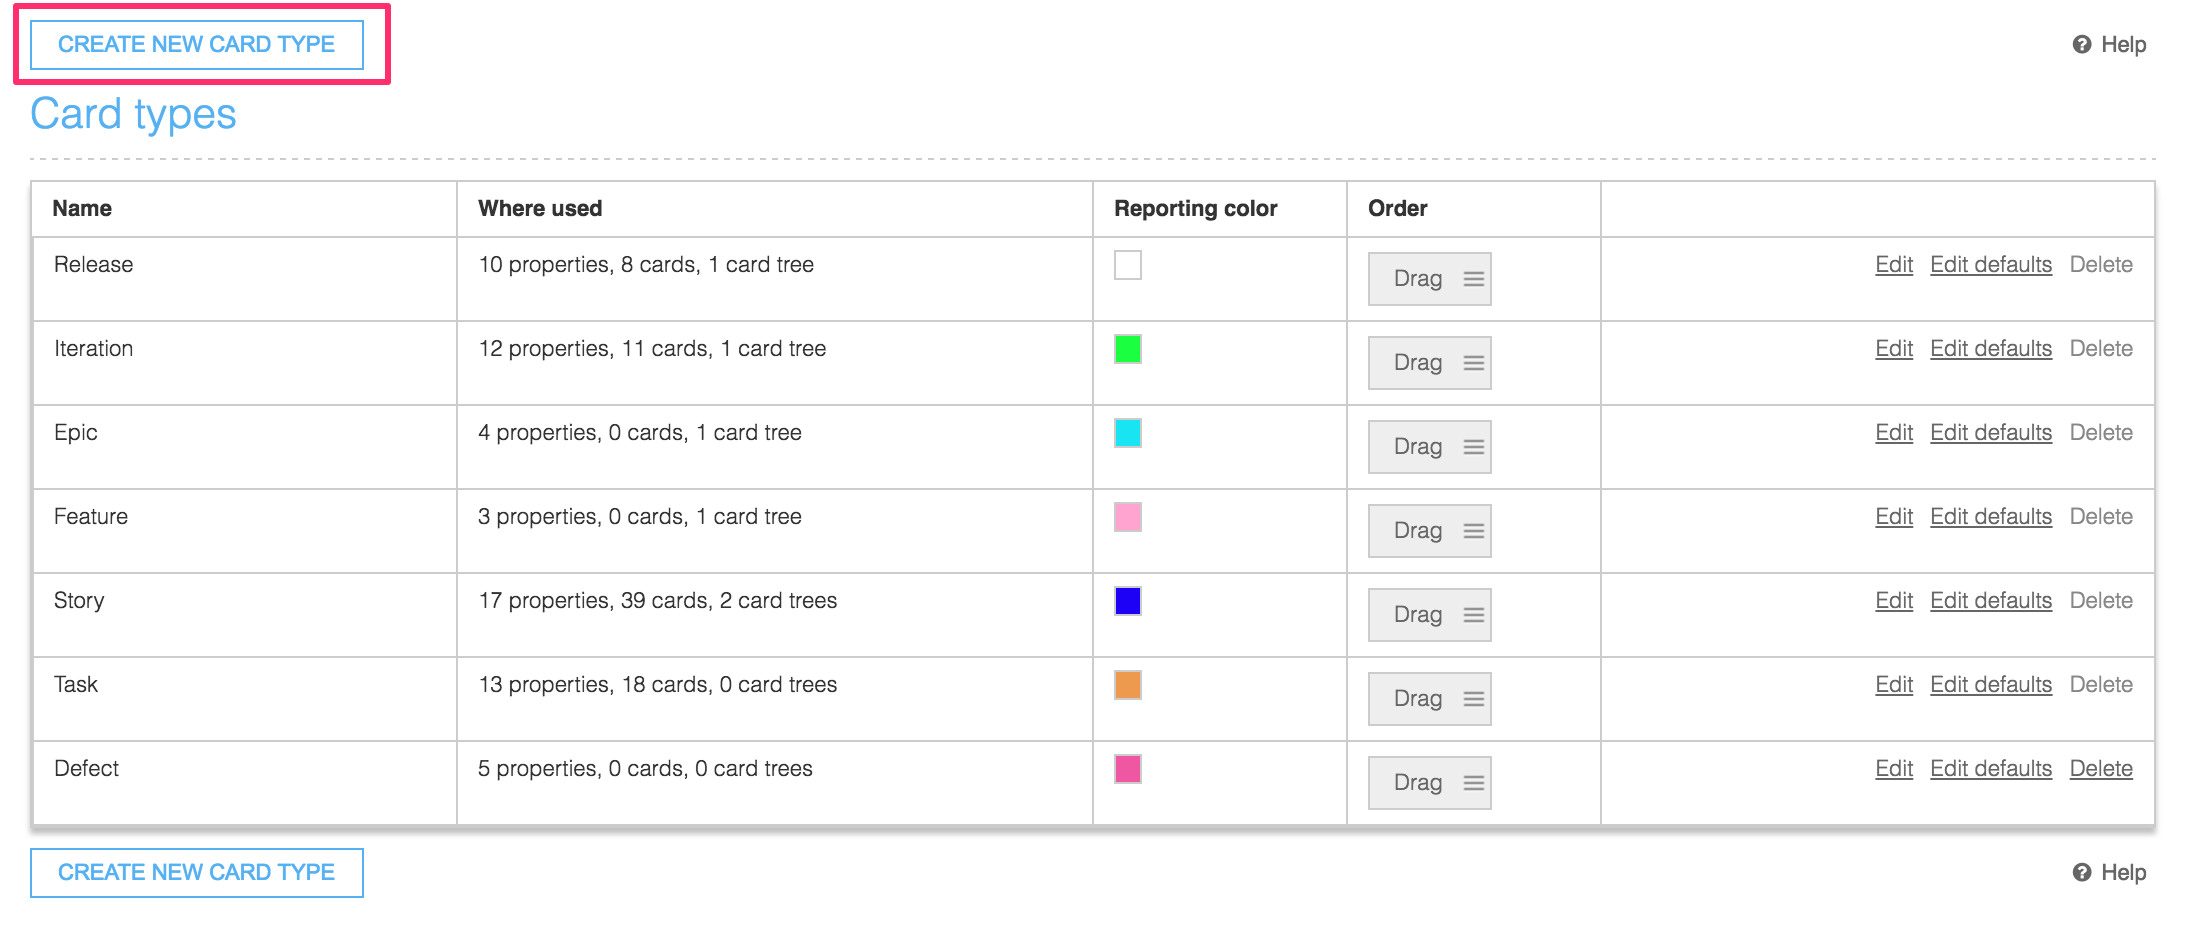 CREATE NEW CARD TYPE Help
Card types
Name Where used Reporting color Order
Release 10 properties, 8 cards, 1 card tree Drag Edit Edit defaults Delete
Iteration 12 properties, 11 cards, 1 card tree Drag Edit Edit defaults Delete
Epic 4 properties, 0 cards, 1 card tree Drag Edit Edit defaults Delete
Feature 3 properties, 0 cards, 1 card tree Drag Edit Edit defaults Delete
Story 17 properties, 39 cards, 2 card trees Drag Edit Edit defaults Delete
Task 13 properties, 18 cards, 0 card trees Drag Edit Edit defaults Delete
Defect 5 properties, 0 cards, 0 card trees Drag Edit Edit defaults Delete
CREATE NEW CARD TYPE Help